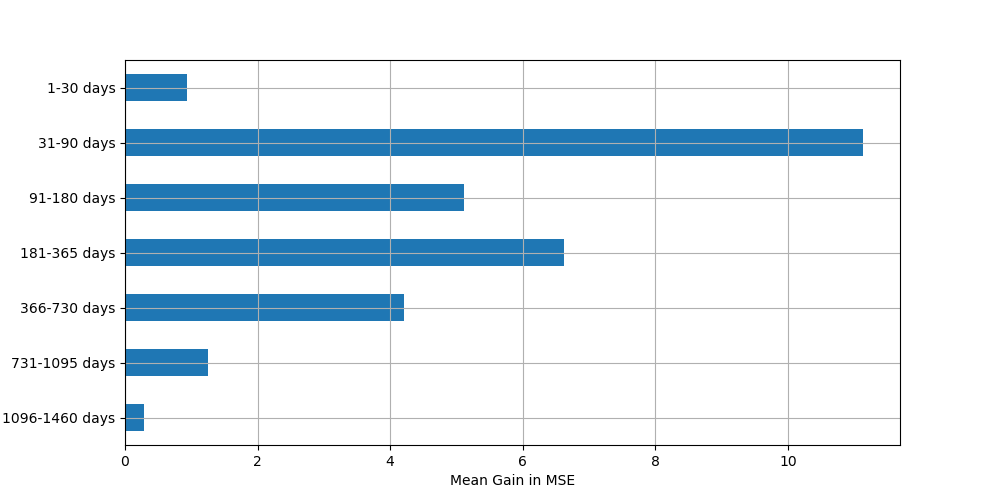 1-30 days
31-90 days
91-180 days
181-365 days
366-730 days
731-1095 days
1096-1460 days
0 2 4 6 8 10
Mean Gain in MSE